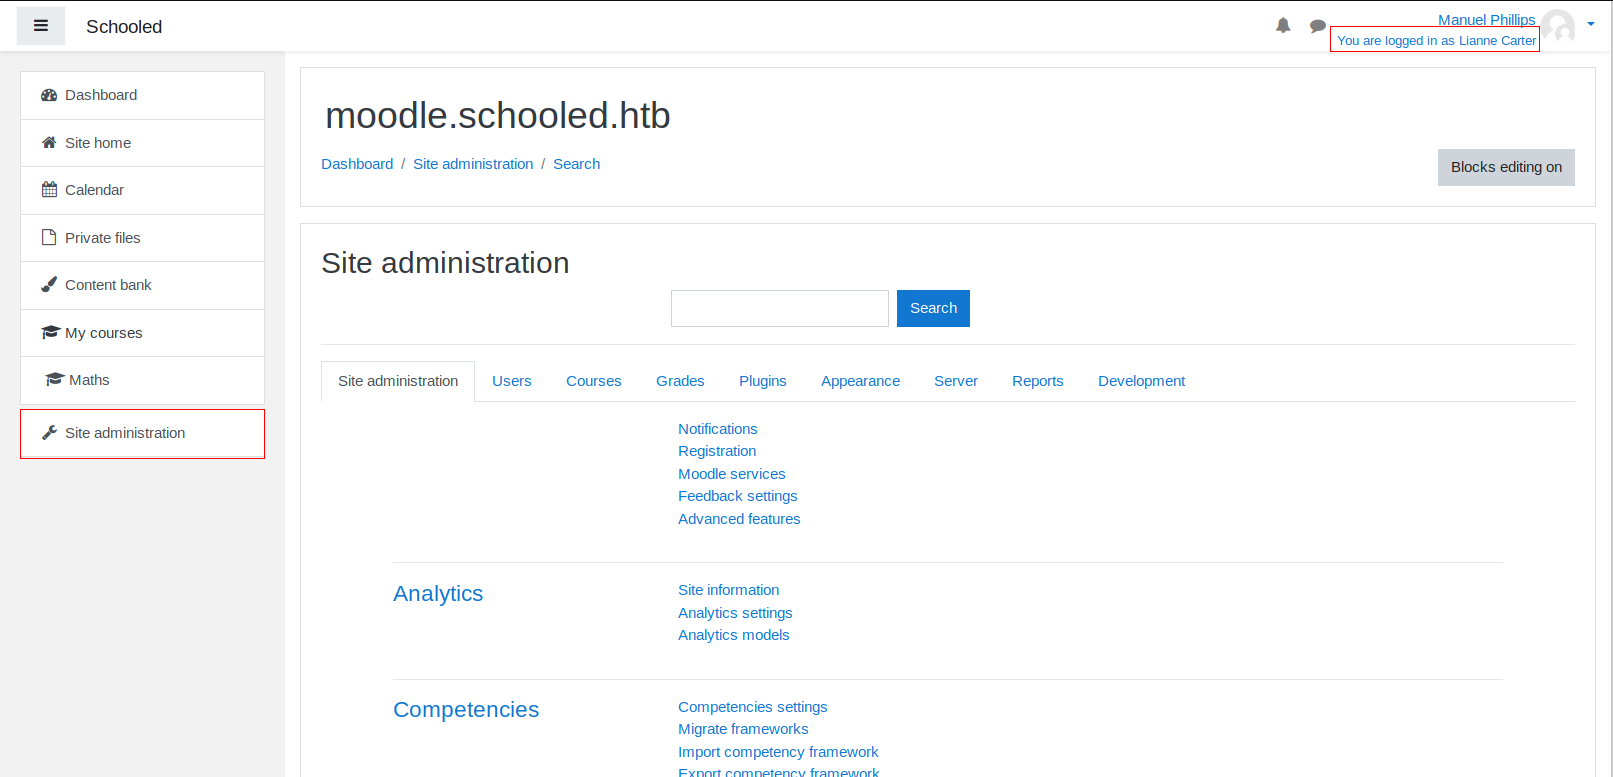 Schooled
Manuel Phillips
You are logged in as Lianne Carter
Dashboard
Site home
Calendar
Private files
Content bank
My courses
Maths
Site administration
moodle.schooled.htb
Dashboard / Site administration / Search
Blocks editing on
Site administration
Search
Site administration Users Courses Grades Plugins Appearance Server Reports Development
Notifications
Registration
Moodle services
Feedback settings
Advanced features
Analytics
Site information
Analytics settings
Analytics models
Competencies
Competencies settings
Migrate frameworks
Import competency framework
Export competency framework